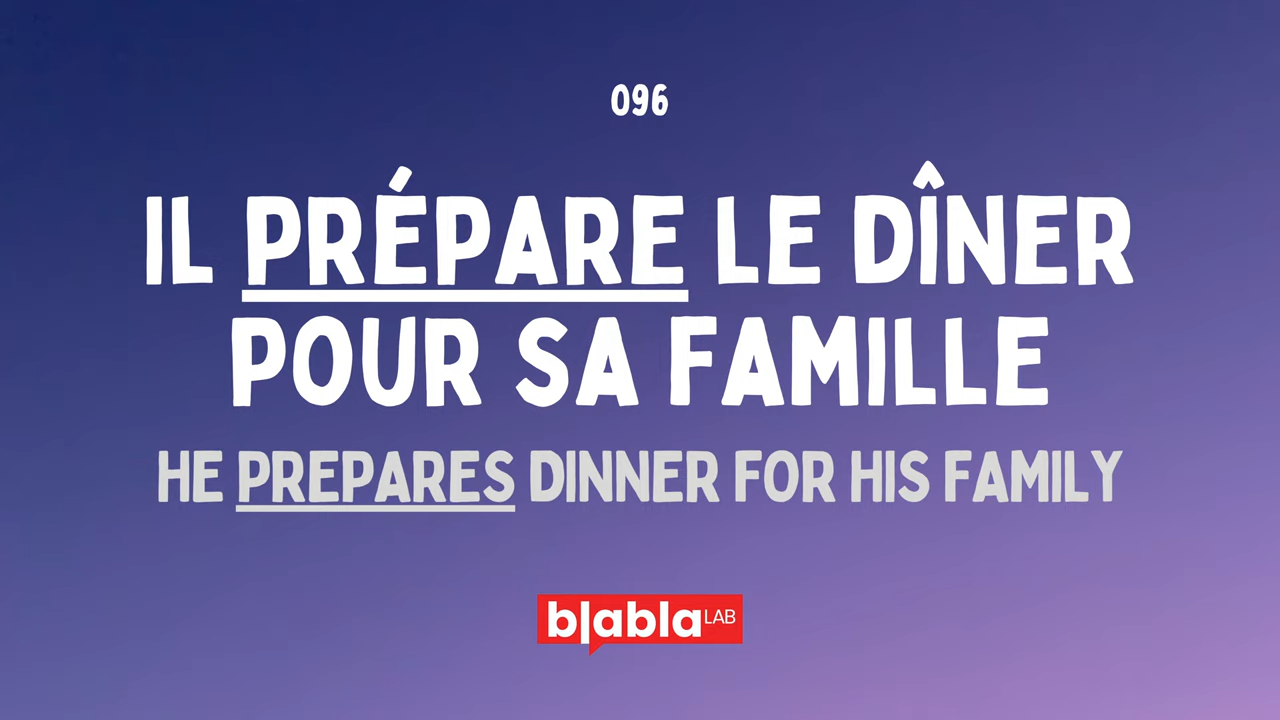 096
IL PRÉPARE LE DÎNER
POUR SA FAMILLE
HE PREPARES DINNER FOR HIS FAMILY
blabla LAB